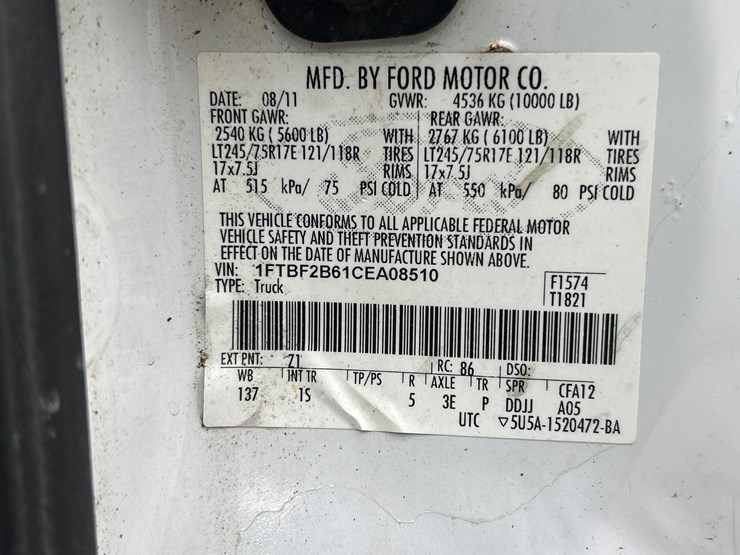 MFD. BY FORD MOTOR CO.
DATE: 08/11 GVWR: 4536 KG (10000 LB)
FRONT GAWR: REAR GAWR:
2540 KG ( 5600 LB) WITH 2767 KG ( 6100 LB) WITH
LT245/75R17E 121/118R TIRES LT245/75R17E 121/118R TIRES
17x7.5J RIMS 17x7.5J RIMS
AT 515 kPa/ 75 PSI COLD AT 550 kPa/ 80 PSI COLD
THIS VEHICLE CONFORMS TO ALL APPLICABLE FEDERAL MOTOR
VEHICLE SAFETY AND THEFT PREVENTION STANDARDS IN
EFFECT ON THE DATE OF MANUFACTURE SHOWN ABOVE.
VIN: 1FTBF2B61CEA08510 F1574
TYPE: Truck T1821
EXT PNT: Z1 RC: 86 DSO:
WB INT TR TP/PS R AXLE TR SPR CFA12
137 1S 5 3E P DDJJ A05
UTC ▽5U5A-1520472-BA